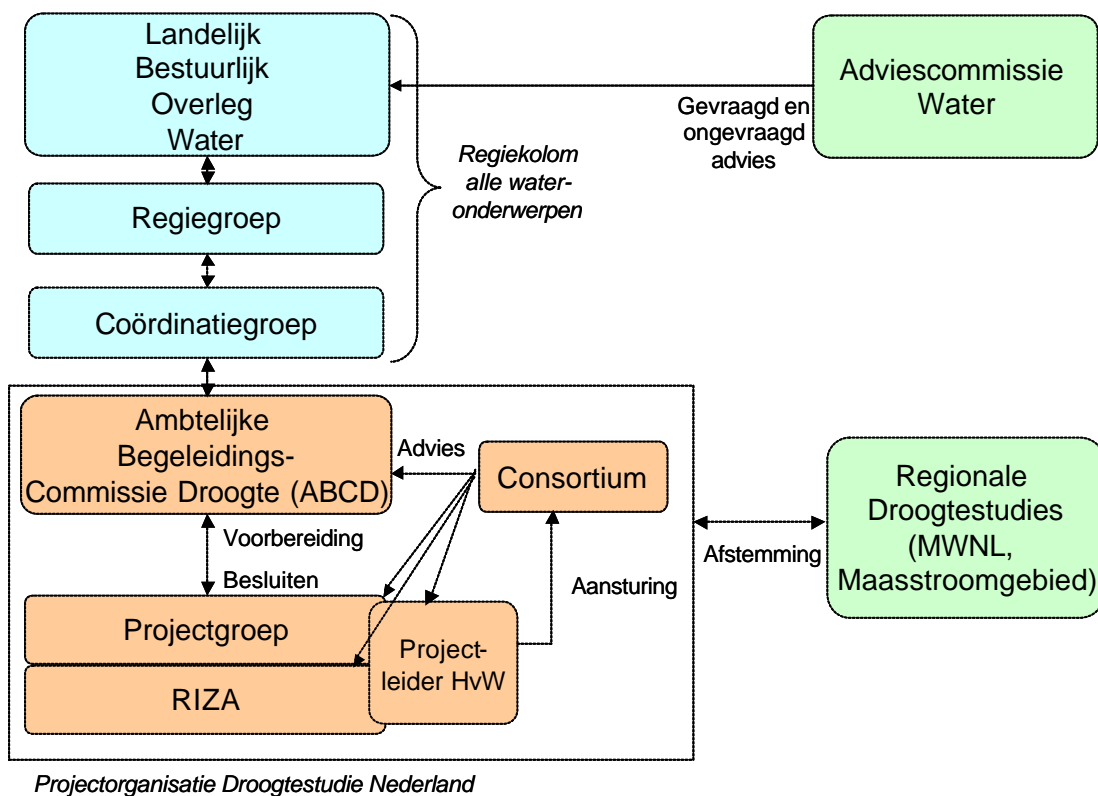 Landelijk
Bestuurlijk
Overleg
Water
Adviescommissie
Water
Gevraagd en
ongevraagd
advies
Regiekolom
alle water-
onderwerpen
Regiegroep
Coördinatiegroep
Ambtelijke
Begeleidings-
Commissie Droogte (ABCD)
Advies
Consortium
Regionale
Droogtestudies
(MWNL,
Maasstroomgebied)
Afstemming
Voorbereiding
Besluiten
Aansturing
Projectgroep
Project-
leider HvW
RIZA
Projectorganisatie Droogtestudie Nederland